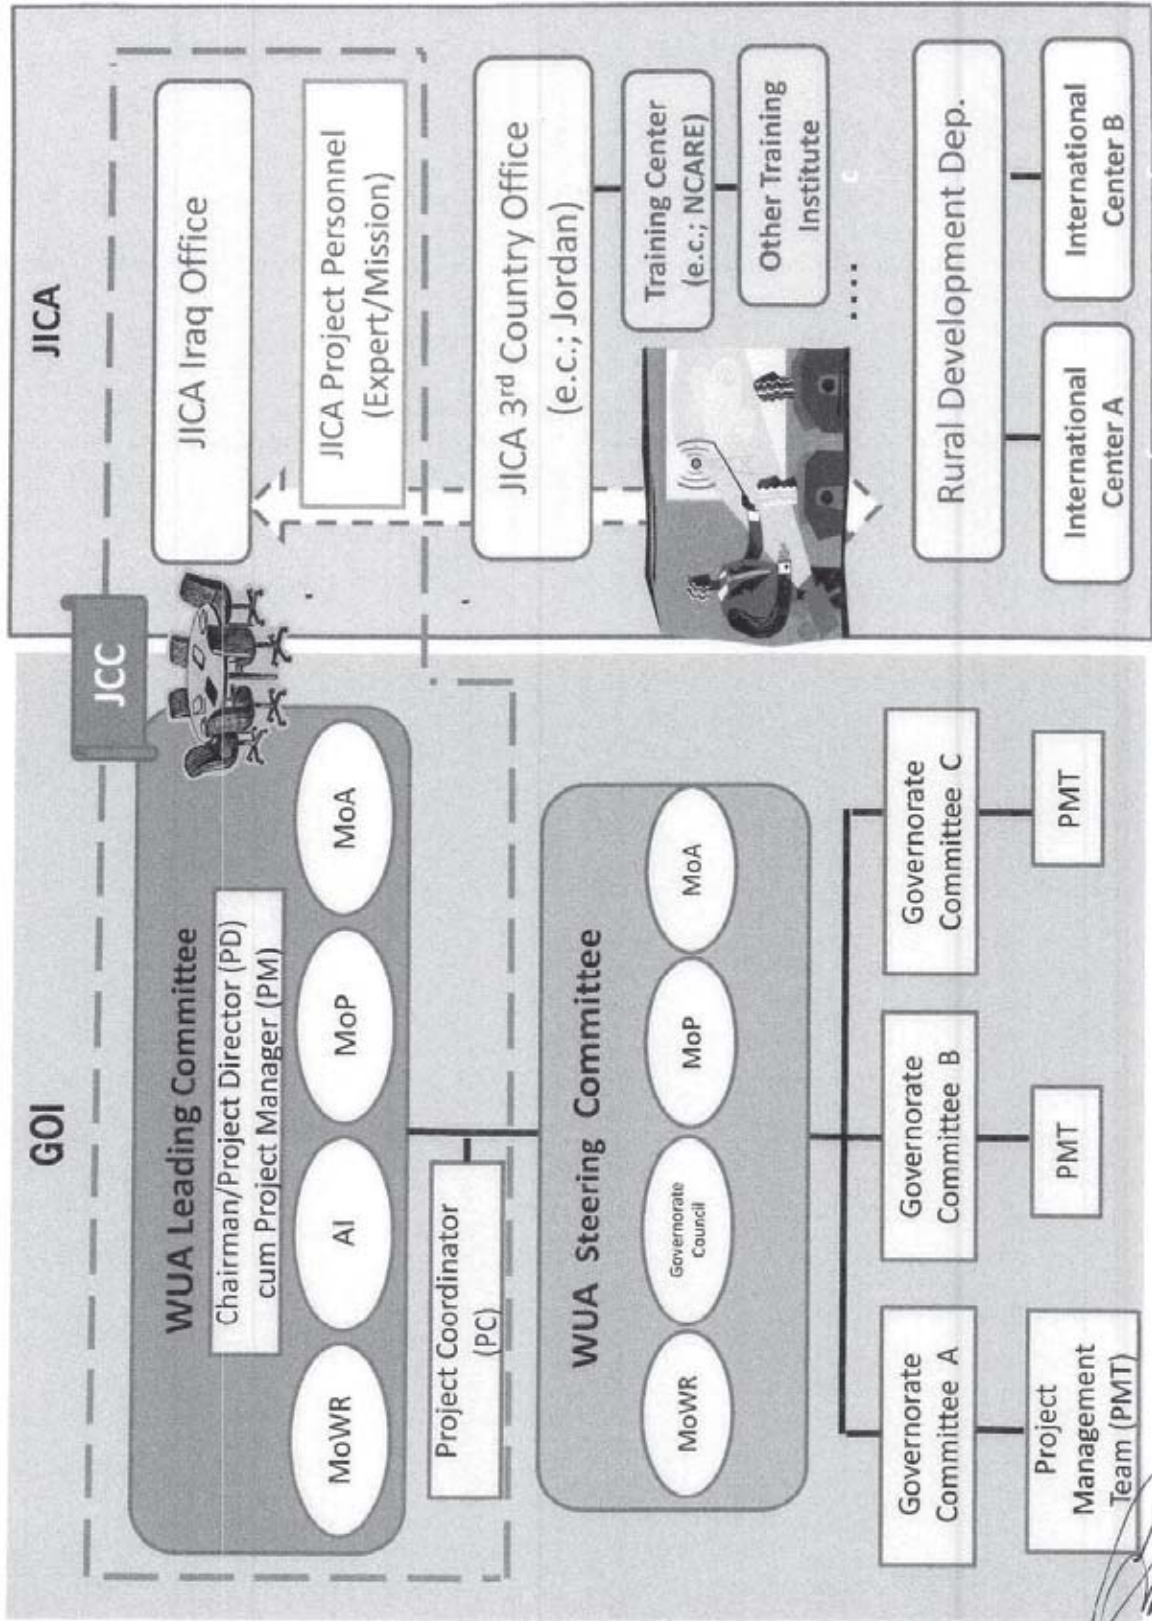 GOI
JICA
JCC
WUA Leading Committee
Chairman/Project Director (PD)
cum Project Manager (PM)
MoWR
AI
MoP
MoA
Project Coordinator
(PC)
WUA Steering Committee
MoWR
Governorate
Council
MoP
MoA
Governorate
Committee A
Governorate
Committee B
Governorate
Committee C
Project
Management
Team (PMT)
PMT
PMT
JICA Iraq Office
JICA Project Personnel
(Expert/Mission)
JICA 3rd Country Office
(e.c.; Jordan)
Training Center
(e.c.; NCARE)
Other Training
Institute
....
c
Rural Development Dep.
International
Center A
International
Center B